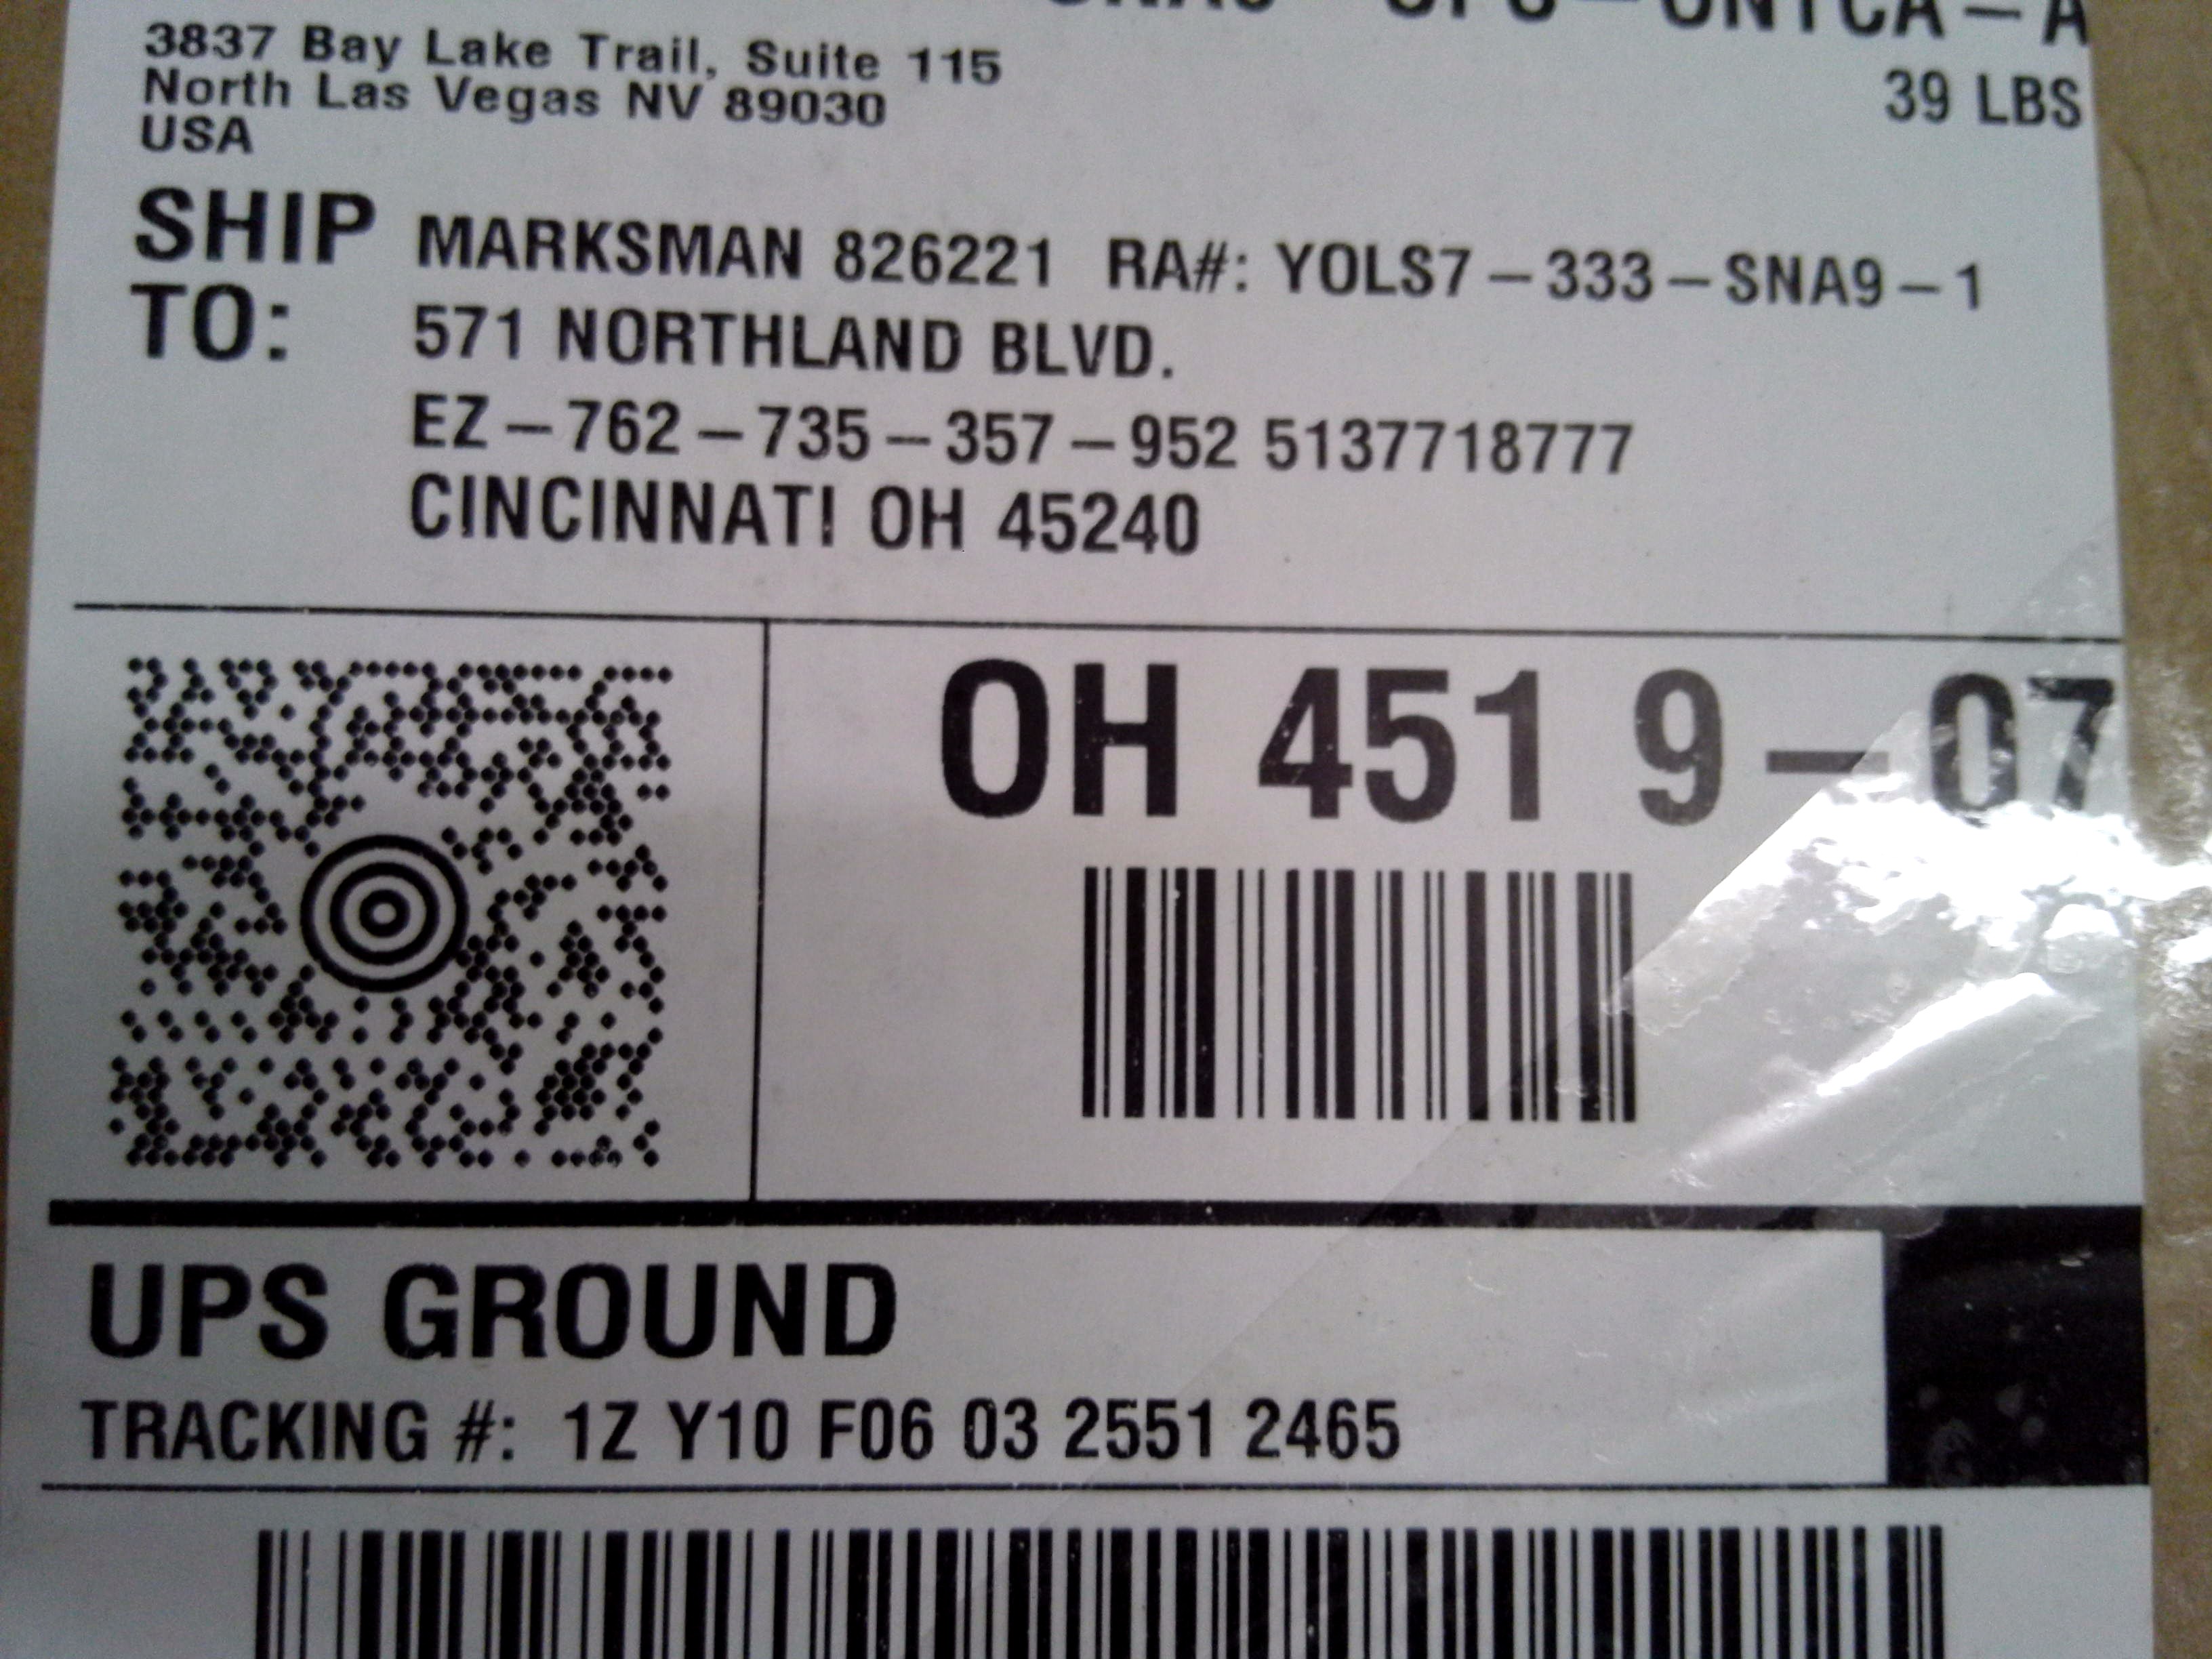 3837 Bay Lake Trail, Suite 115
North Las Vegas NV 89030
USA
39 LBS
SHIP TO:
MARKSMAN 826221 RA#: YOLS7-333-SNA9-1
571 NORTHLAND BLVD.
EZ-762-735-357-952 5137718777
CINCINNATI OH 45240
OH 451 9-07
UPS GROUND
TRACKING #: 1Z Y10 F06 03 2551 2465